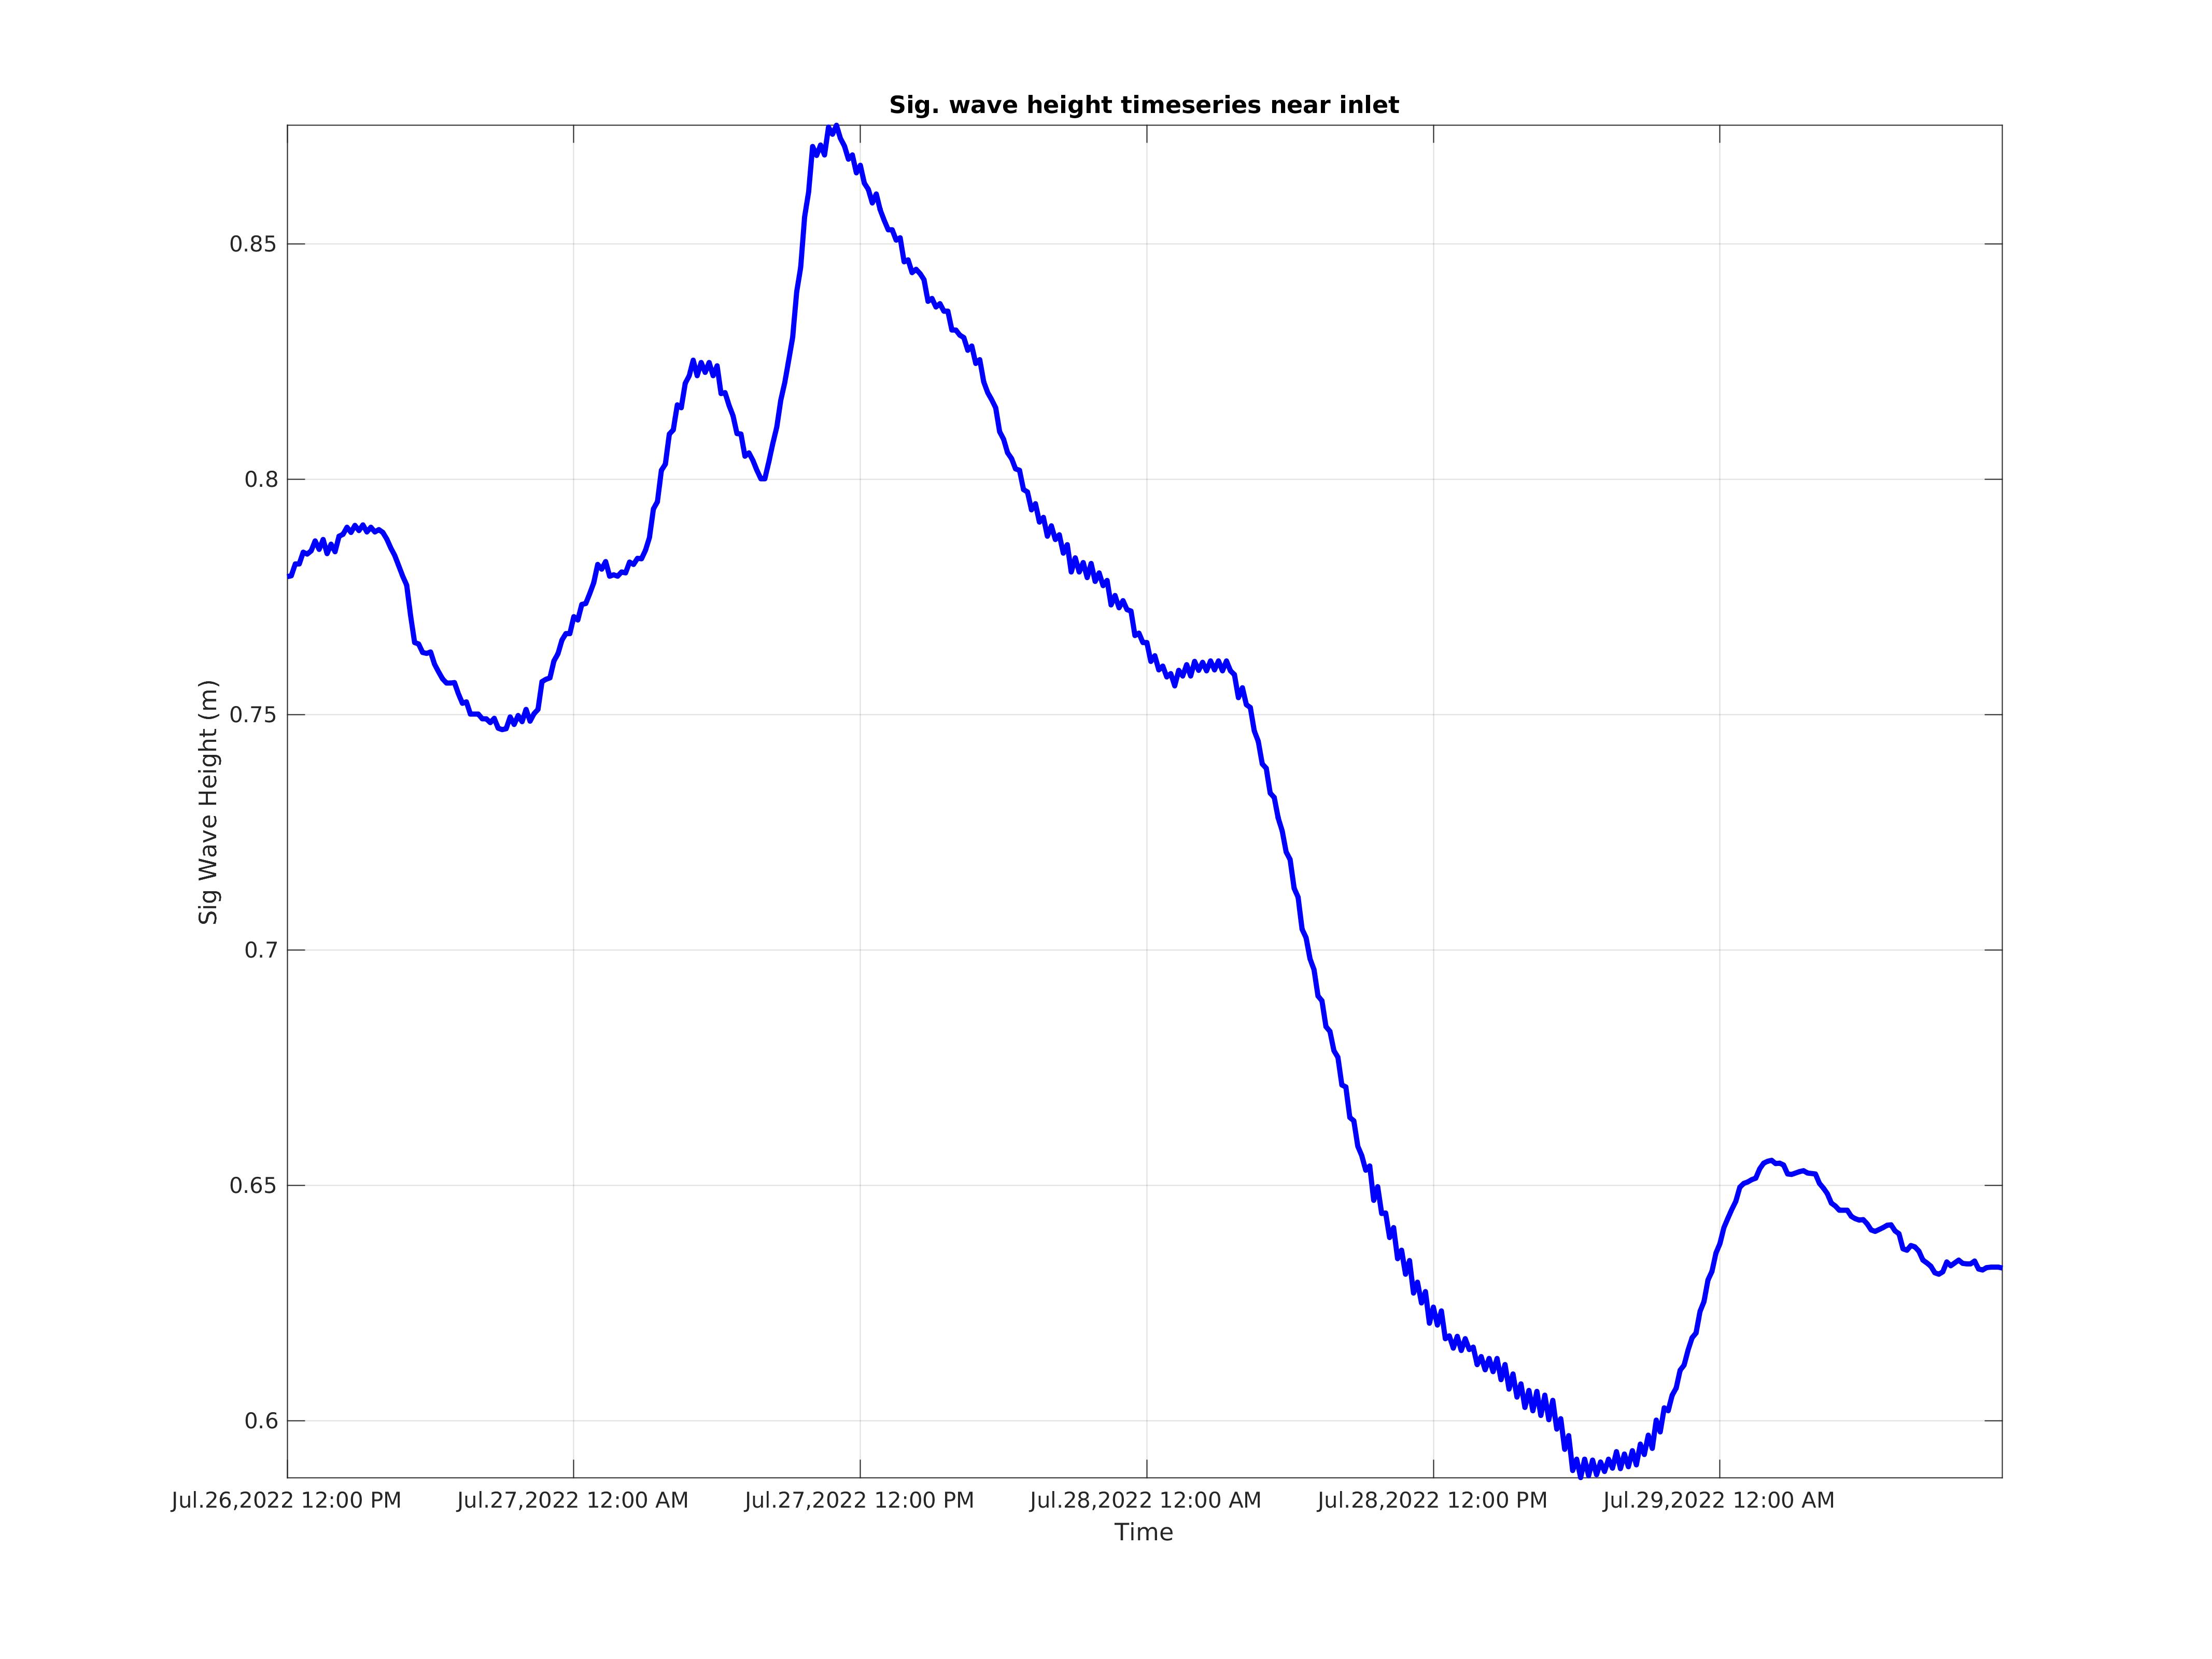 Sig. wave height timeseries near inlet
0.85
0.8
0.75
0.7
0.65
0.6
Sig Wave Height (m)
Jul.26,2022 12:00 PM
Jul.27,2022 12:00 AM
Jul.27,2022 12:00 PM
Jul.28,2022 12:00 AM
Jul.28,2022 12:00 PM
Jul.29,2022 12:00 AM
Time